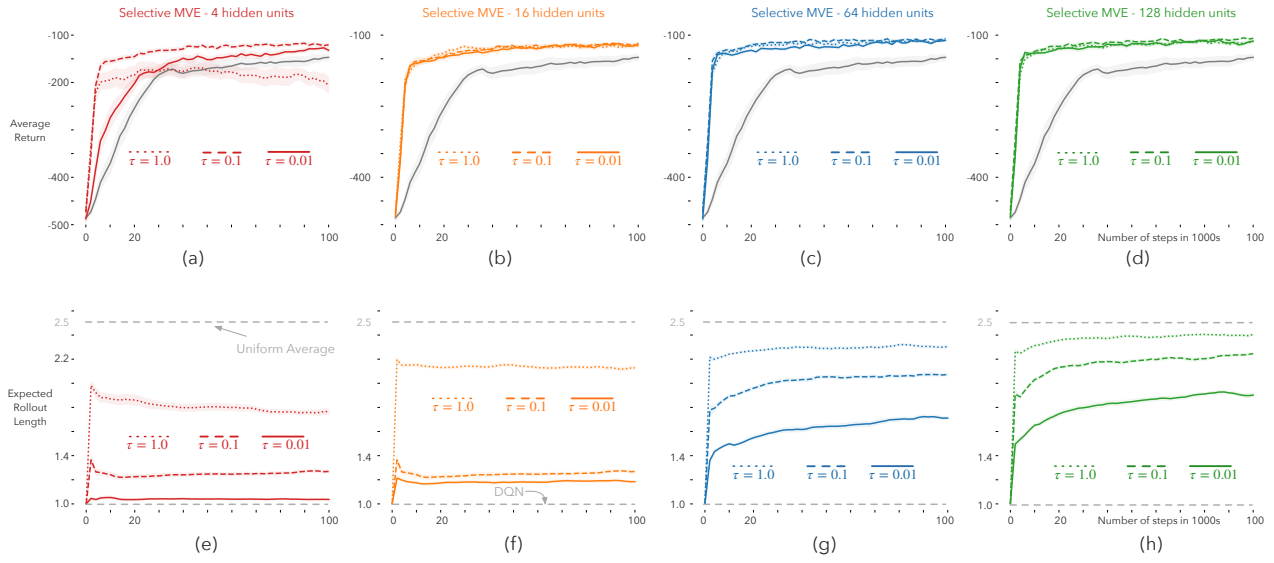 Selective MVE - 4 hidden units
Selective MVE - 16 hidden units
Selective MVE - 64 hidden units
Selective MVE - 128 hidden units
-100
-200
Average
Return
-400
-500
τ = 1.0
τ = 0.1
τ = 0.01
0
20
100
(a)
-100
-400
τ = 1.0
τ = 0.1
τ = 0.01
0
20
100
(b)
-100
-400
τ = 1.0
τ = 0.1
τ = 0.01
0
20
100
(c)
-100
-400
τ = 1.0
τ = 0.1
τ = 0.01
0
20
Number of steps in 1000s
100
(d)
2.5
Uniform Average
2.2
Expected
Rollout
Length
τ = 1.0
τ = 0.1
τ = 0.01
1.4
1.0
0
20
100
(e)
2.5
τ = 1.0
τ = 0.1
τ = 0.01
1.4
DQN
1.0
0
20
100
(f)
2.5
1.4
τ = 1.0
τ = 0.1
τ = 0.01
1.0
0
20
100
(g)
2.5
1.4
τ = 1.0
τ = 0.1
τ = 0.01
1.0
0
20
Number of steps in 1000s
100
(h)